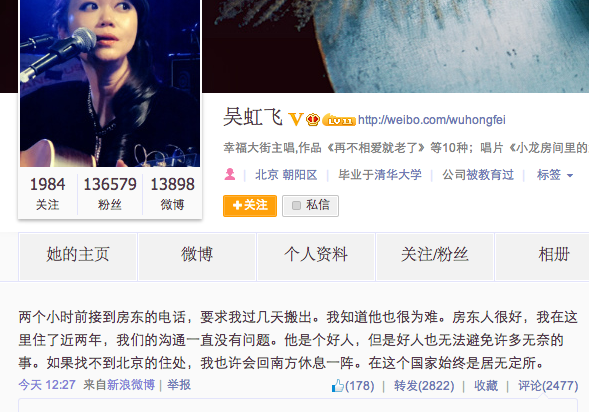 吴虹飞 V LV11 http://weibo.com/wuhongfei
幸福大街主唱,作品《再不相爱就老了》等10种；唱片《小龙房间里的
北京 朝阳区 | 毕业于清华大学 | 公司被教育过 | 标签
1984 136579 13898
关注 粉丝 微博
+关注 私信
她的主页 微博 个人资料 关注/粉丝 相册
两个小时前接到房东的电话，要求我过几天搬出。我知道他也很为难。房东人很好，我在这
里住了近两年，我们的沟通一直没有问题。他是个好人，但是好人也无法避免许多无奈的
事。如果找不到北京的住处，我也许会回南方休息一阵。在这个国家始终是居无定所。
今天 12:27 来自新浪微博 | 举报 (178) | 转发(2822) | 收藏 | 评论(2477)